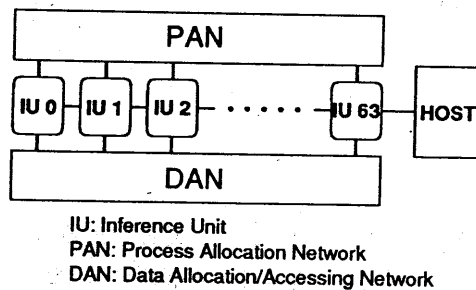 PAN
IU 0 IU 1 IU 2 IU 63 HOST
DAN
IU: Inference Unit
PAN: Process Allocation Network
DAN: Data Allocation/Accessing Network